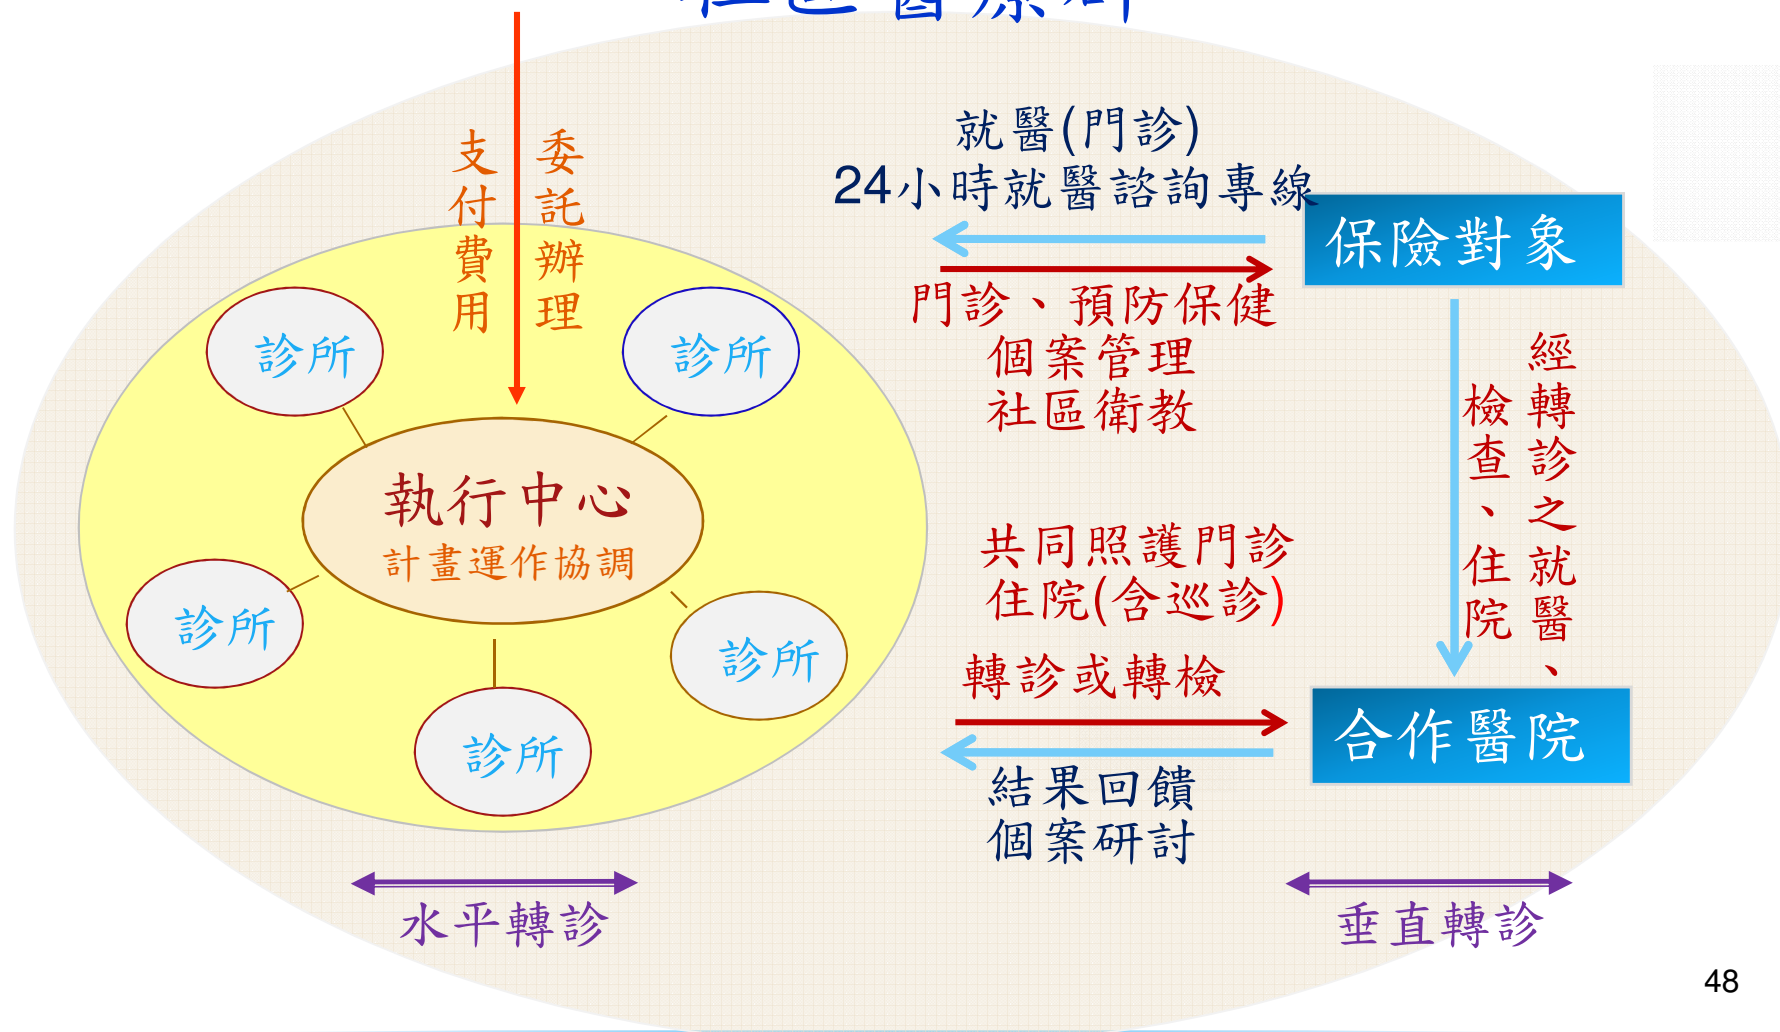 社區醫療群
支付費用
委託辦理
就醫(門診)
24小時就醫諮詢專線
保險對象
門診、預防保健
個案管理
社區衛教
診所
診所
執行中心
計畫運作協調
診所
診所
診所
經轉診之就醫、
檢查、住院
共同照護門診
住院(含巡診)
轉診或轉檢
合作醫院
結果回饋
個案研討
水平轉診
垂直轉診
48